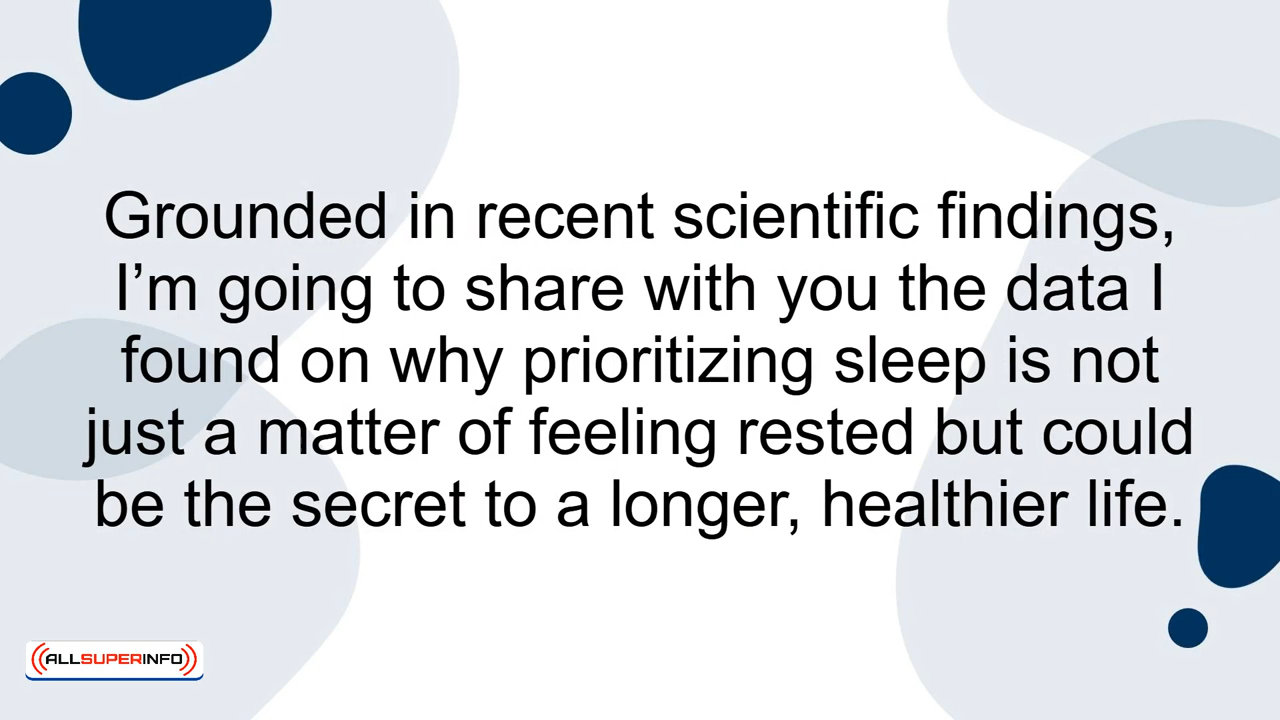 Grounded in recent scientific findings,
I’m going to share with you the data I
found on why prioritizing sleep is not
just a matter of feeling rested but could
be the secret to a longer, healthier life.
ALLSUPERINFO